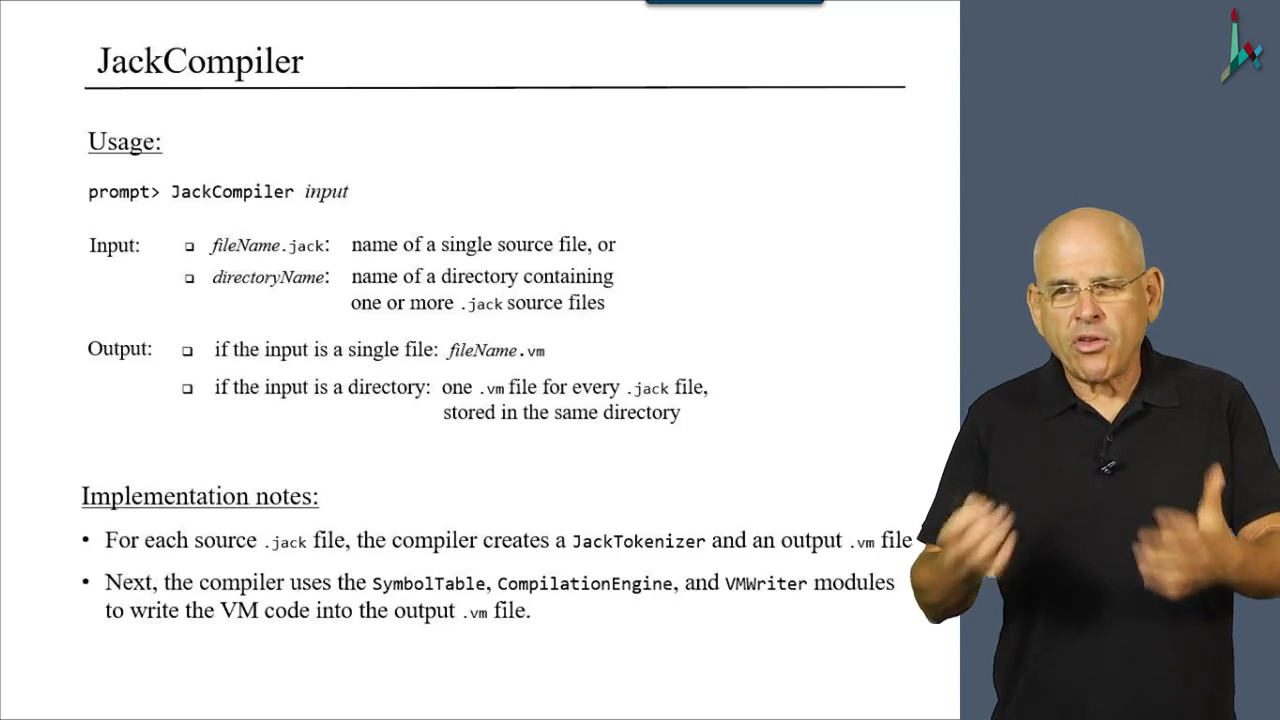 JackCompiler
Usage:
prompt> JackCompiler input
Input: ❑ fileName.jack: name of a single source file, or
❑ directoryName: name of a directory containing
one or more .jack source files
Output: ❑ if the input is a single file: fileName.vm
❑ if the input is a directory: one .vm file for every .jack file,
stored in the same directory
Implementation notes:
• For each source .jack file, the compiler creates a JackTokenizer and an output .vm file
• Next, the compiler uses the SymbolTable, CompilationEngine, and VMWriter modules
to write the VM code into the output .vm file.